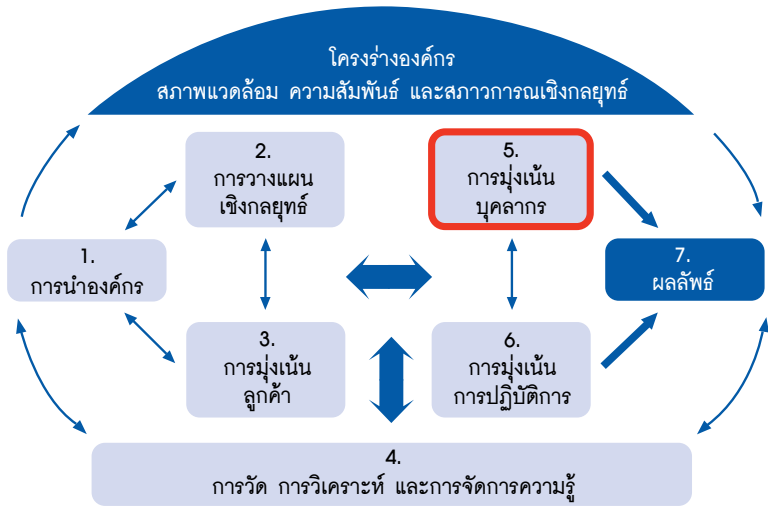 โครงร่างองค์กร
สภาพแวดล้อม ความสัมพันธ์ และสภาวการณเชิงกลยุทธ์
2.
การวางแผน
เชิงกลยุทธ์
5.
การมุ่งเน้น
บุคลากร
1.
การนำองค์กร
7.
ผลลัพธ์
3.
การมุ่งเน้น
ลูกค้า
6.
การมุ่งเน้น
การปฏิบัติการ
4.
การวัด การวิเคราะห์ และการจัดการความรู้